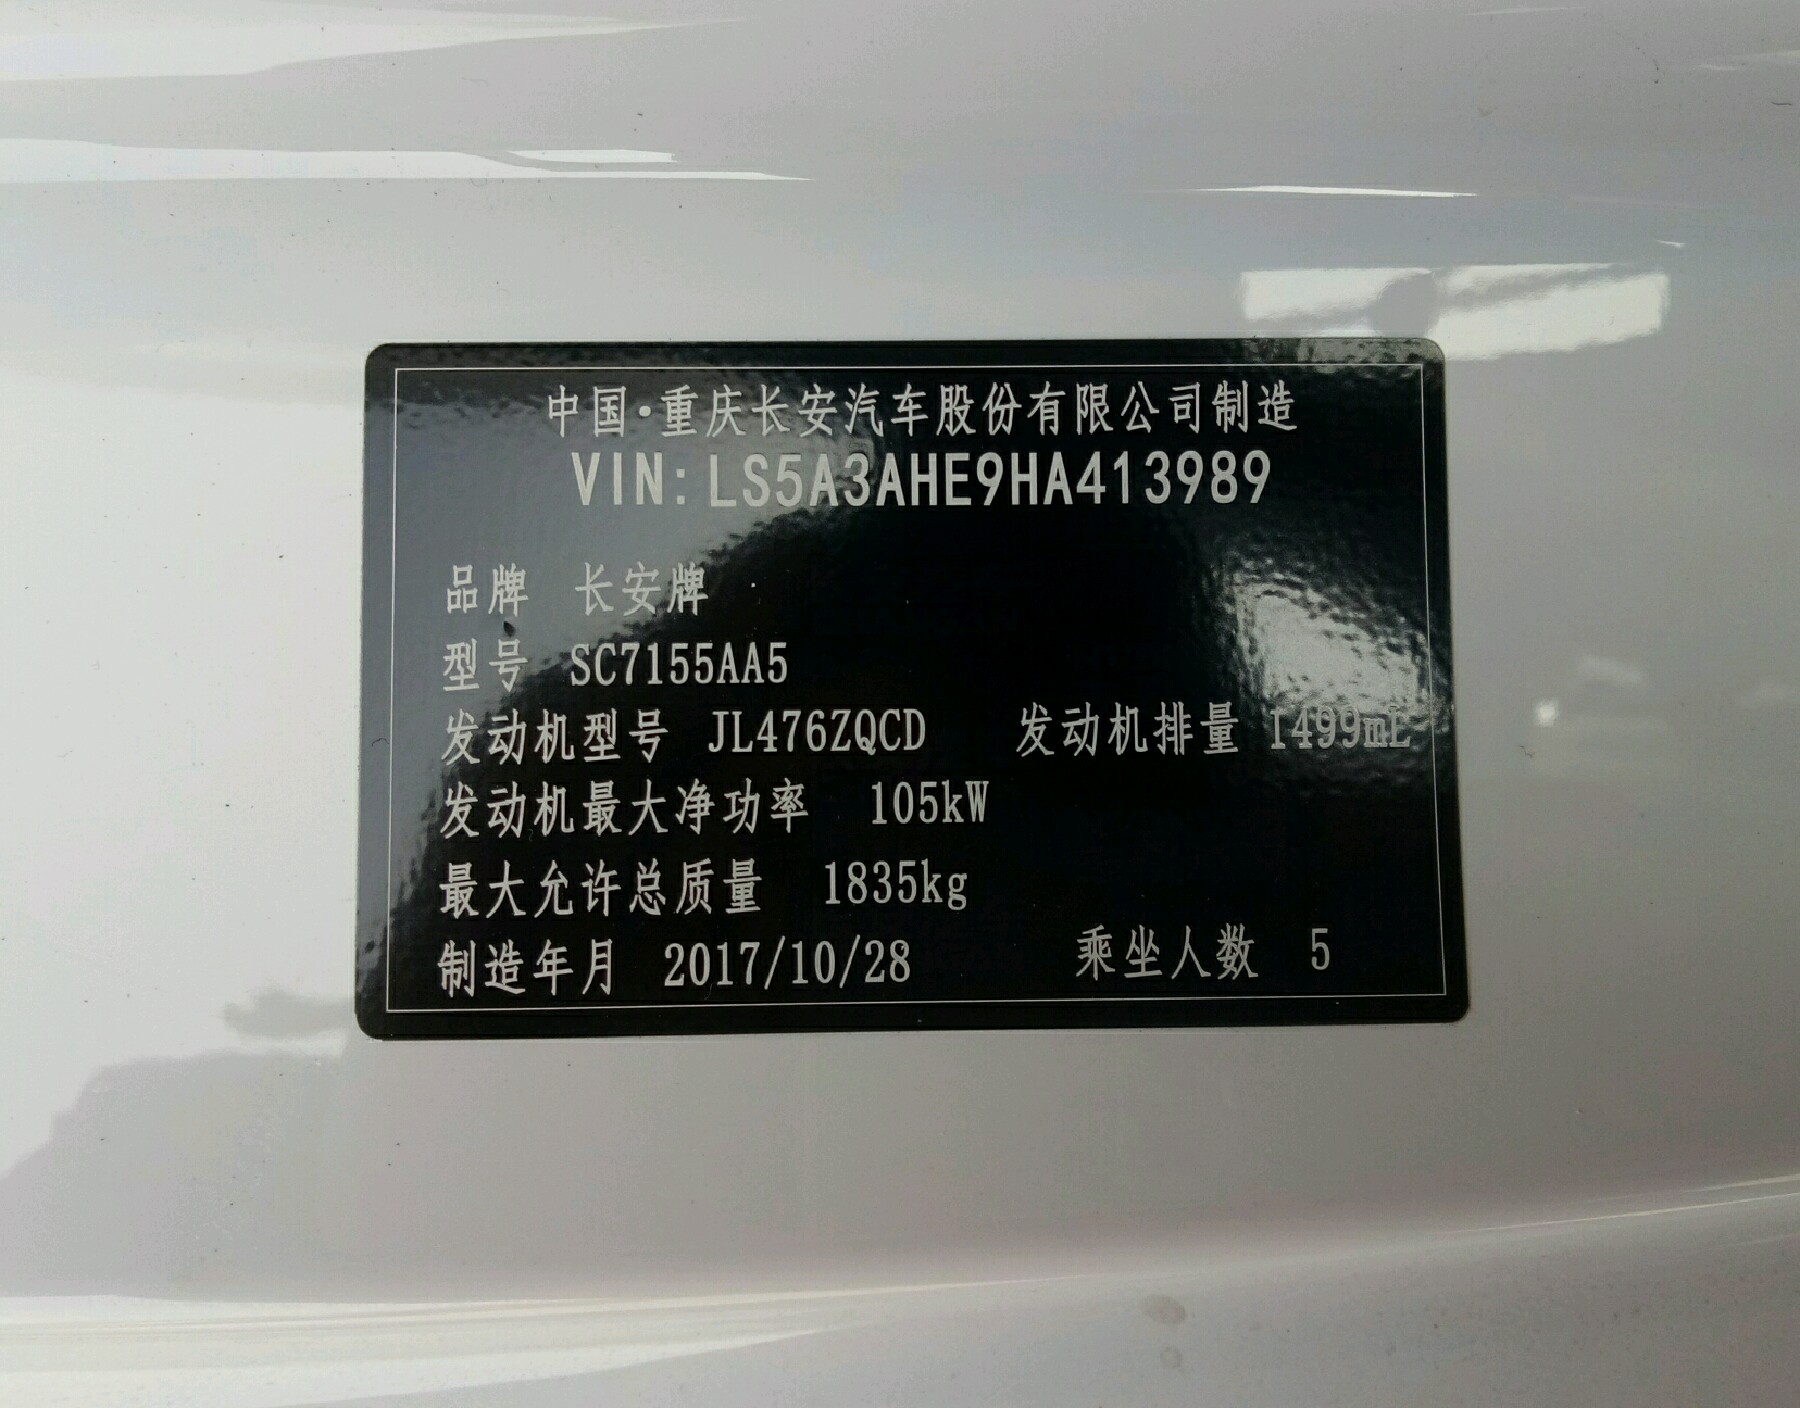 中国·重庆长安汽车股份有限公司制造
VIN: LS5A3AHE9HA413989
品牌 长安牌
型号 SC7155AA5
发动机型号 JL476ZQCD 发动机排量 1499mL
发动机最大净功率 105kW
最大允许总质量 1835kg
制造年月 2017/10/28 乘坐人数 5